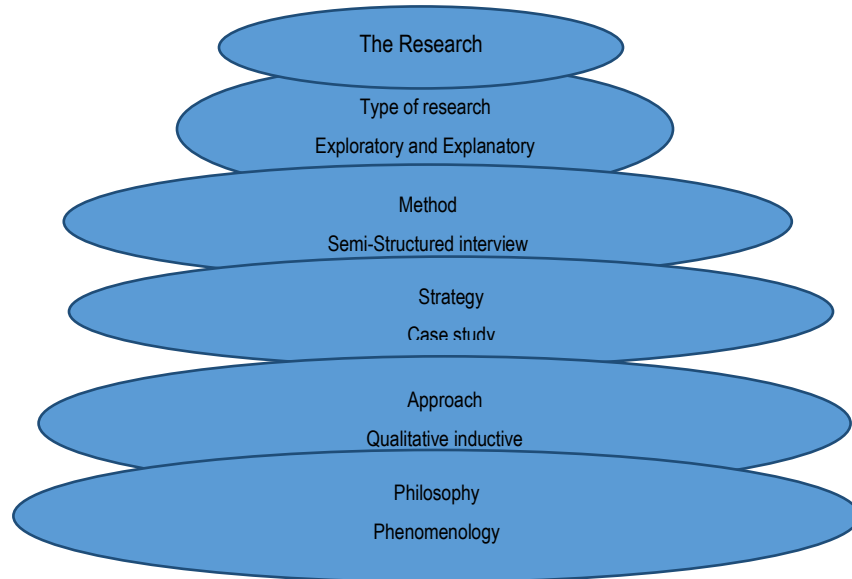 The Research
Type of research
Exploratory and Explanatory
Method
Semi-Structured interview
Strategy
Case study
Approach
Qualitative inductive
Philosophy
Phenomenology